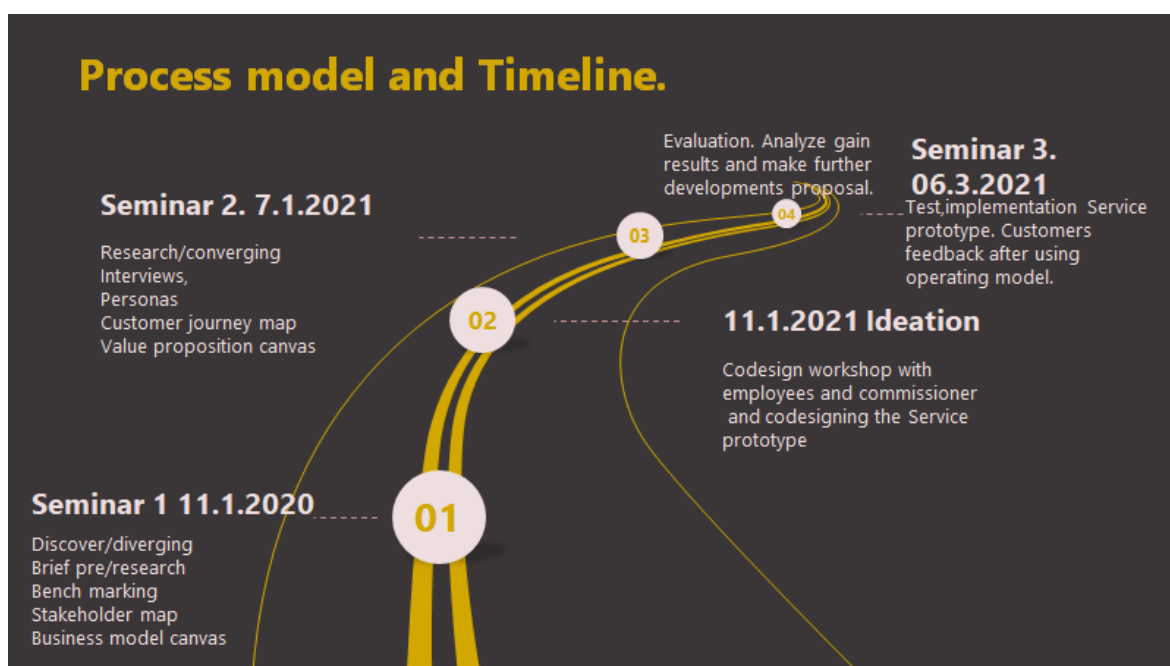 Process model and Timeline.
Seminar 1 11.1.2020
Discover/diverging
Brief pre/research
Bench marking
Stakeholder map
Business model canvas
01
Seminar 2. 7.1.2021
Research/converging
Interviews,
Personas
Customer journey map
Value proposition canvas
02
11.1.2021 Ideation
Codesign workshop with
employees and commissioner
and codesigning the Service
prototype
03
Evaluation. Analyze gain
results and make further
developments proposal.
04
Seminar 3.
06.3.2021
Test,implementation Service
prototype. Customers
feedback after using
operating model.